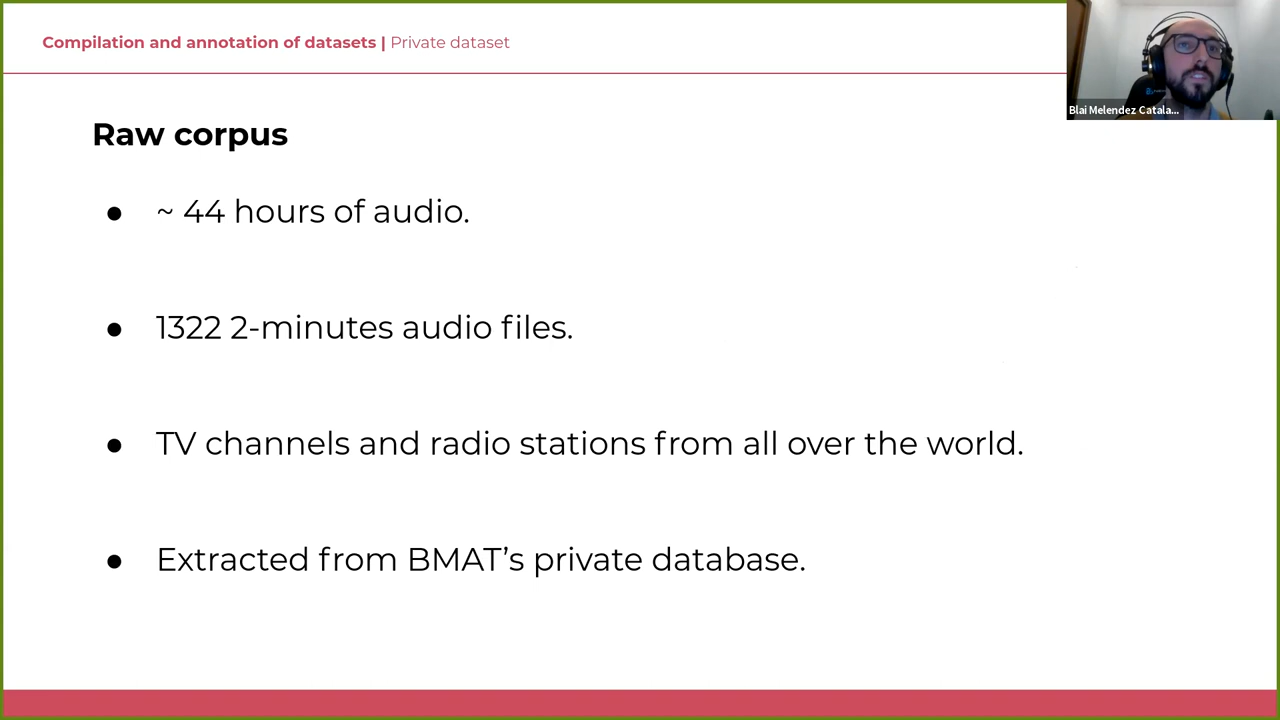 Compilation and annotation of datasets | Private dataset
Blai Melendez Catala...
Raw corpus
● ~ 44 hours of audio.
● 1322 2-minutes audio files.
● TV channels and radio stations from all over the world.
● Extracted from BMAT’s private database.